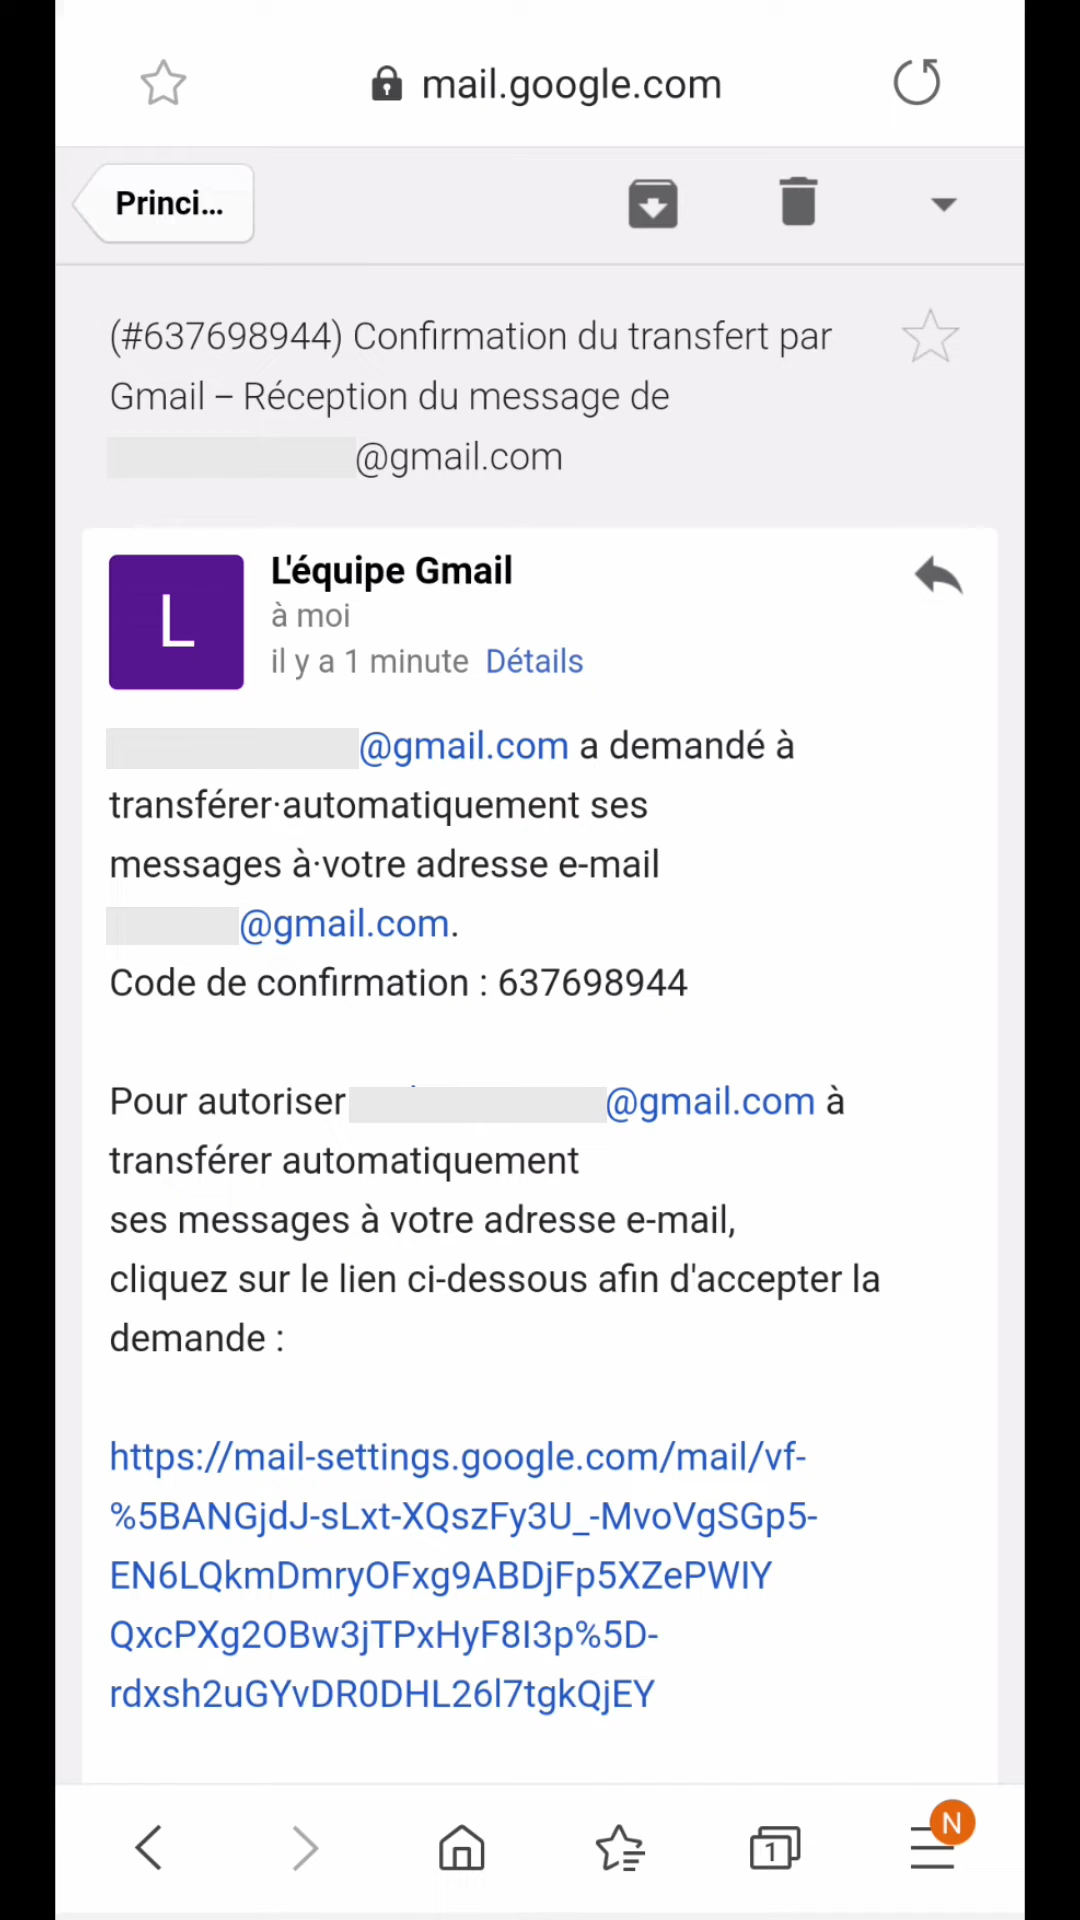 mail.google.com
Princi...
(#637698944) Confirmation du transfert par
Gmail – Réception du message de
@gmail.com
L
L'équipe Gmail
à moi
il y a 1 minute Détails
@gmail.com a demandé à
transférer·automatiquement ses
messages à·votre adresse e-mail
@gmail.com.
Code de confirmation : 637698944
Pour autoriser @gmail.com à
transférer automatiquement
ses messages à votre adresse e-mail,
cliquez sur le lien ci-dessous afin d'accepter la
demande :
https://mail-settings.google.com/mail/vf-
%5BANGjdJ-sLxt-XQszFy3U_-MvoVgSGp5-
EN6LQkmDmryOFxg9ABDjFp5XZePWIY
QxcPXg2OBw3jTPxHyF8I3p%5D-
rdxsh2uGYvDR0DHL26l7tgkQjEY
1
N